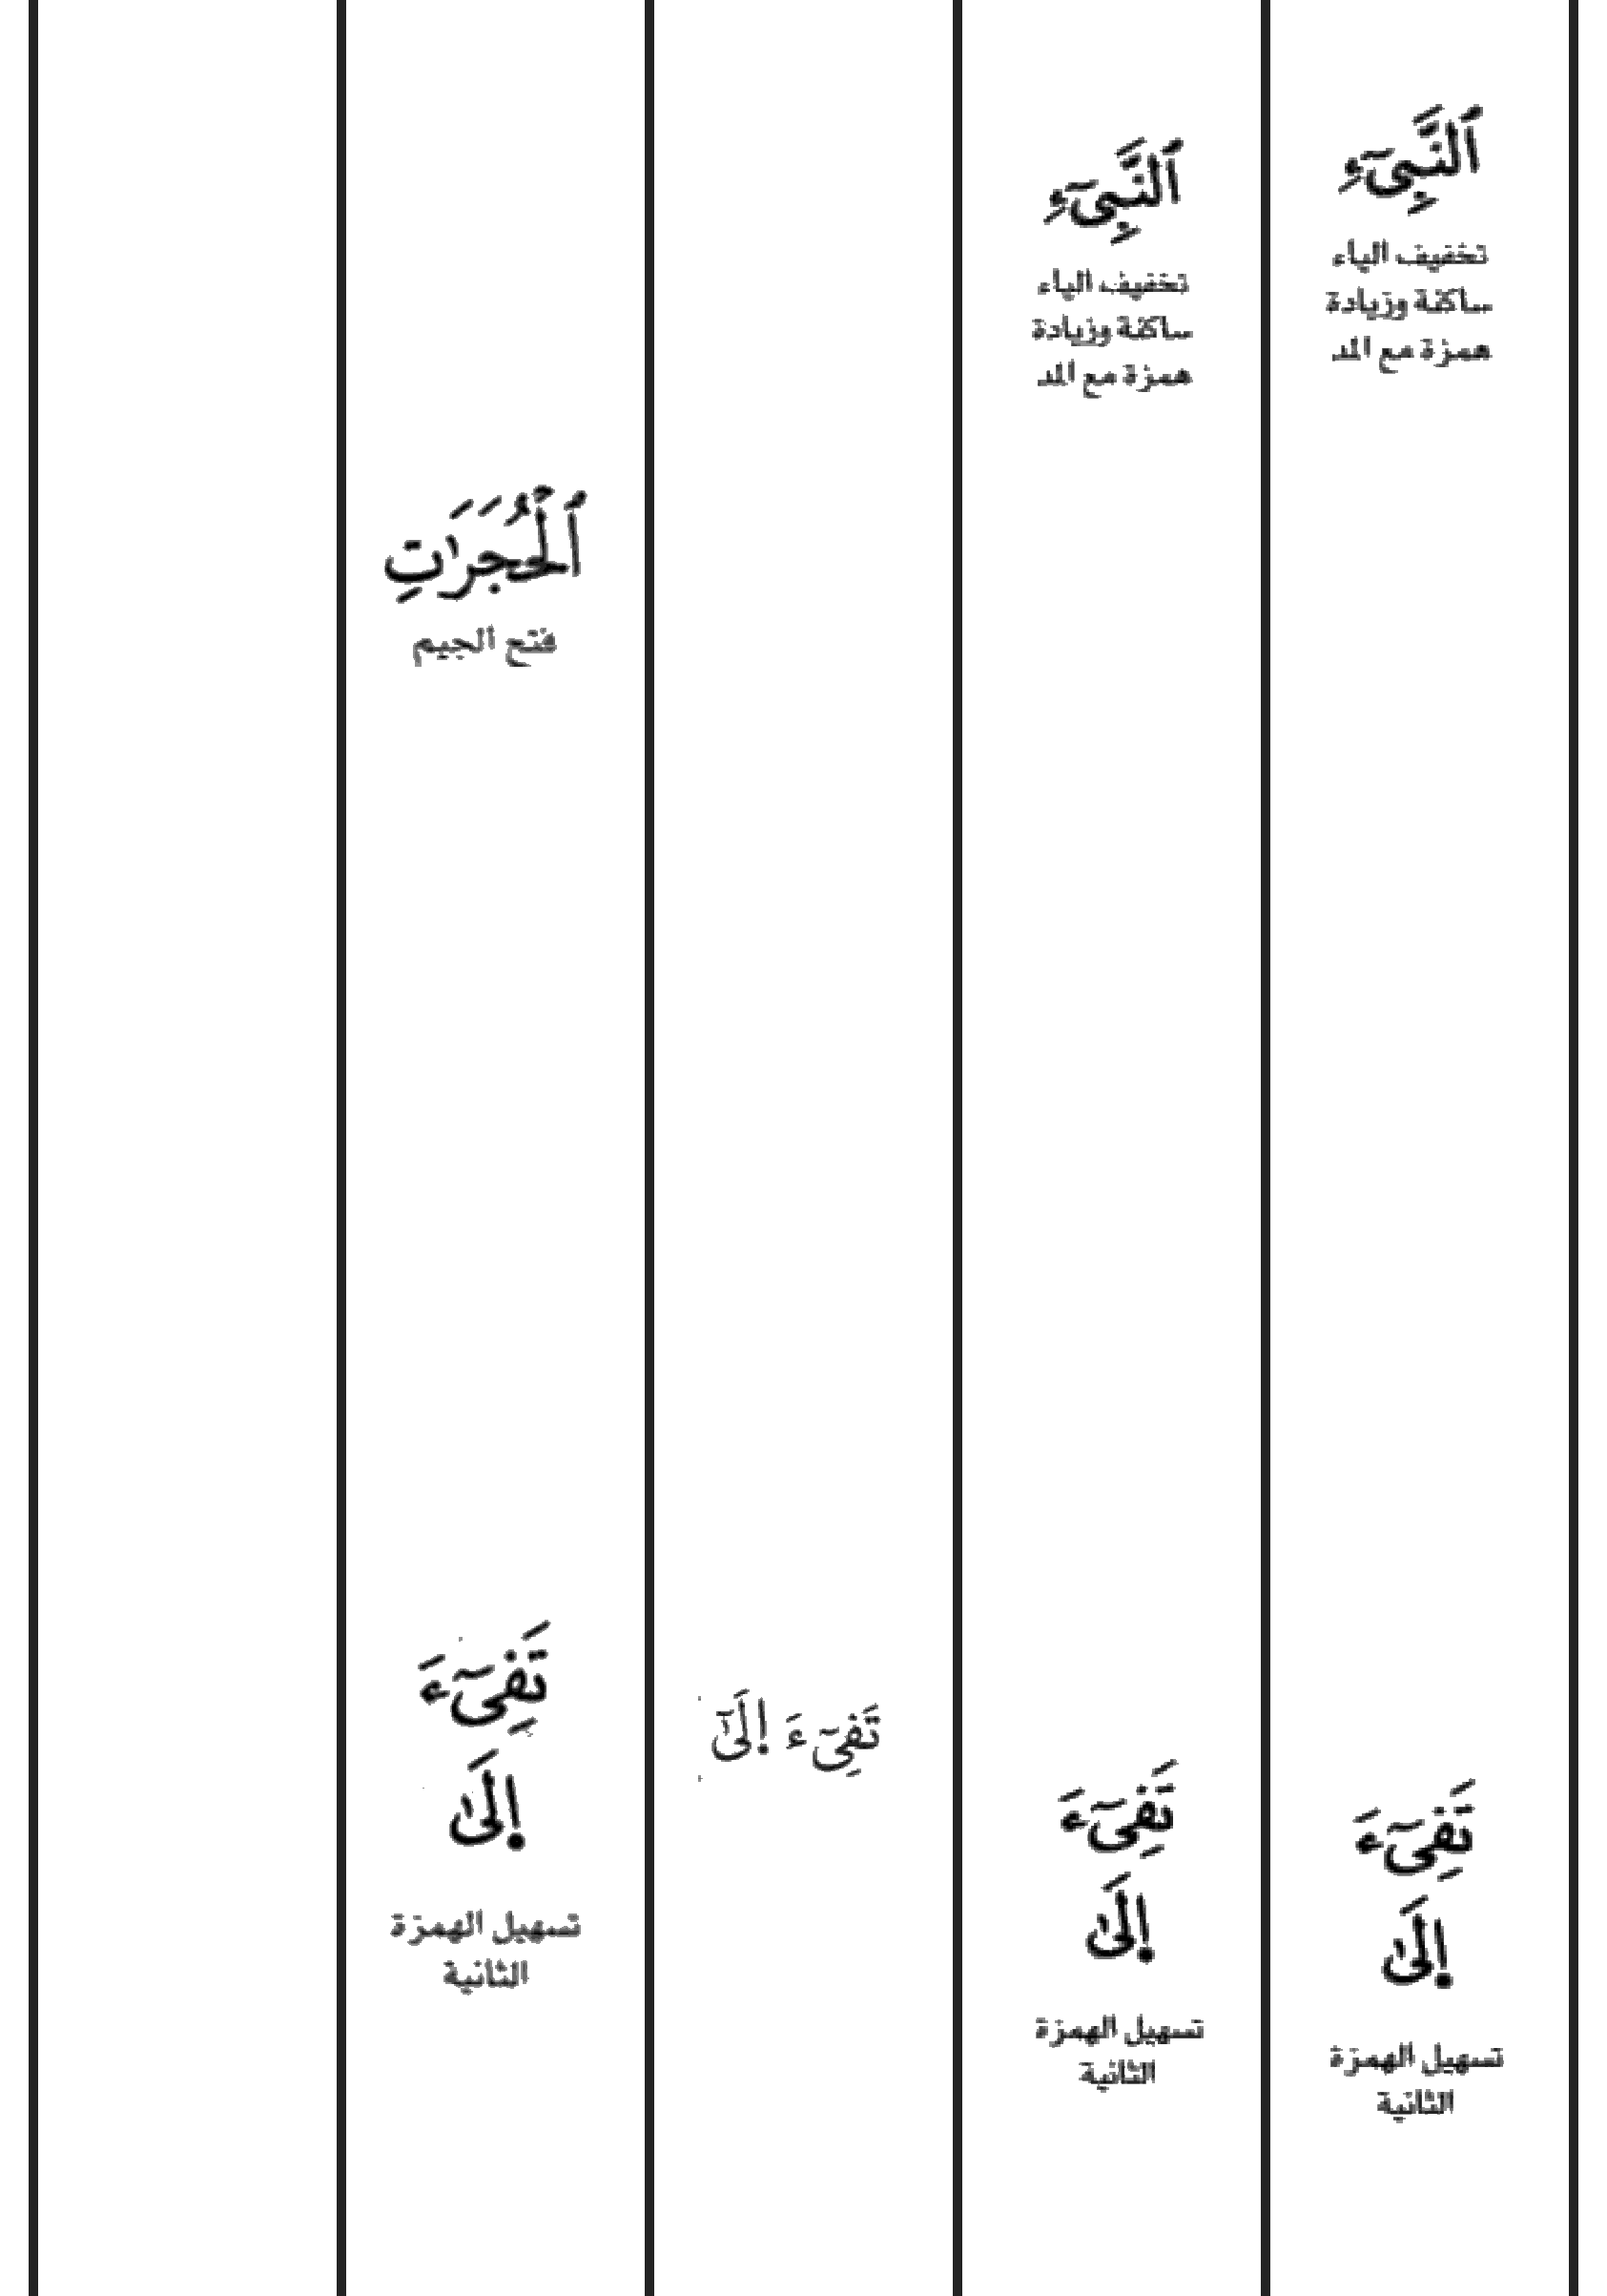 ٱلنَّبِيٓءِ
تخفيف الياء
ساكنة وزيادة
همزة مع المد
تَفِيٓءَ
إِلَىٰ
تسهيل الهمزة
الثانية
ٱلنَّبِيٓءِ
تخفيف الياء
ساكنة وزيادة
همزة مع المد
تَفِيٓءَ
إِلَىٰ
تسهيل الهمزة
الثانية
تَفِيٓءَ إِلَىٰٓ
ٱلْحُجَرَٰتِ
فتح الجيم
تَفِيٓءَ
إِلَىٰ
تسهيل الهمزة
الثانية